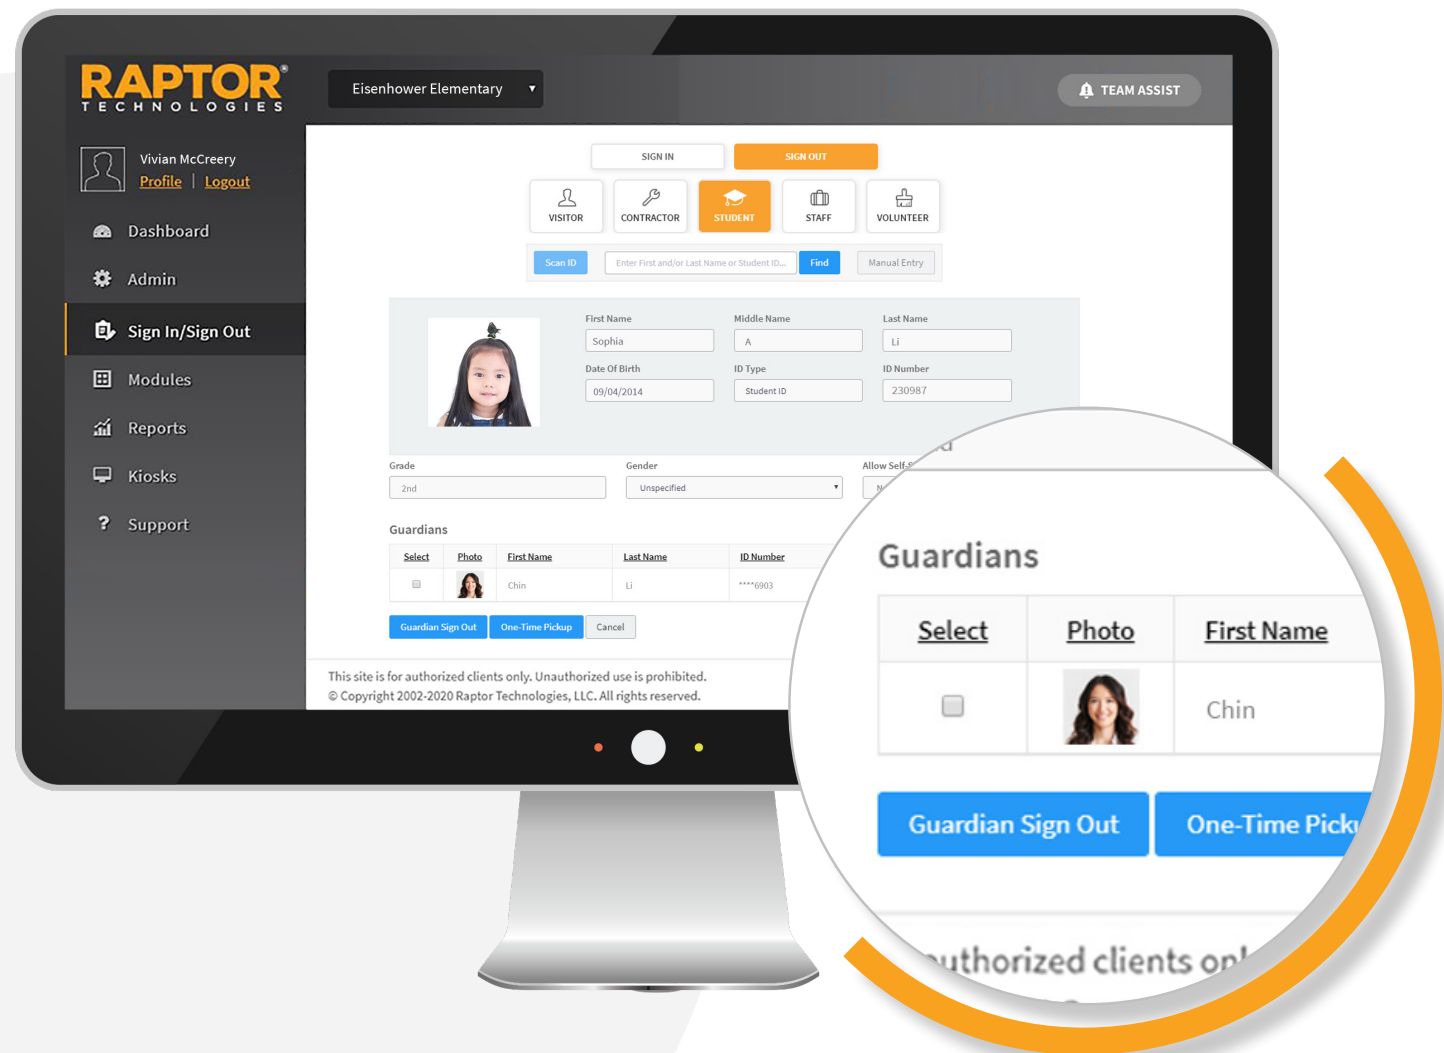 RAPTOR®
TECHNOLOGIES
Eisenhower Elementary
TEAM ASSIST
Vivian McCreery
Profile | Logout
Dashboard
Admin
Sign In/Sign Out
Modules
Reports
Kiosks
? Support
SIGN IN SIGN OUT
VISITOR CONTRACTOR STUDENT STAFF VOLUNTEER
Scan ID Enter First and/or Last Name or Student ID... Find Manual Entry
First Name Middle Name Last Name
Sophia A Li
Date Of Birth ID Type ID Number
09/04/2014 Student ID 230987
Grade Gender Allow Self-S
2nd Unspecified
Guardians
Select Photo First Name Last Name ID Number
Chin Li ****6903
Guardian Sign Out One-Time Pickup Cancel
This site is for authorized clients only. Unauthorized use is prohibited.
© Copyright 2002-2020 Raptor Technologies, LLC. All rights reserved.
Guardians
Select Photo First Name
Chin
Guardian Sign Out One-Time Picku
uthorized clients onl